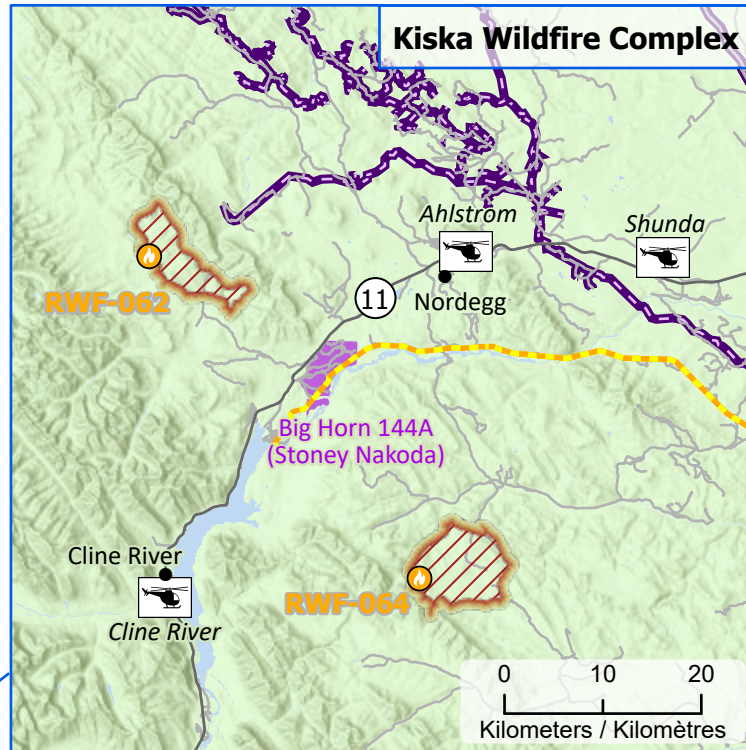 Kiska Wildfire Complex
Ahlstrom
Shunda
RWF-062
11
Nordegg
Big Horn 144A
(Stoney Nakoda)
Cline River
Cline River
RWF-064
0 10 20
Kilometers / Kilomètres